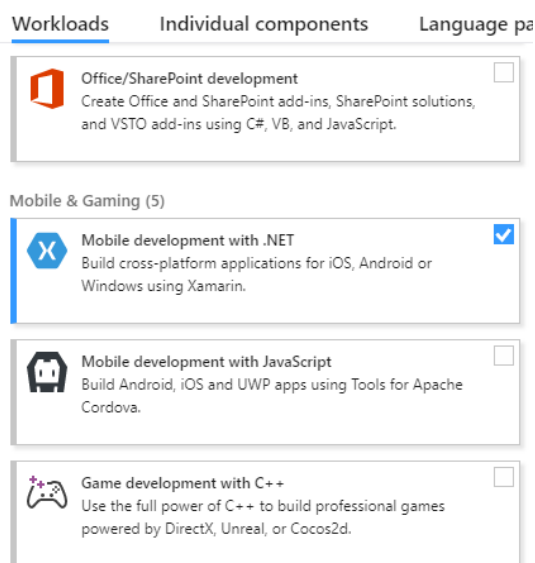 Workloads Individual components Language pa
Office/SharePoint development
Create Office and SharePoint add-ins, SharePoint solutions,
and VSTO add-ins using C#, VB, and JavaScript.
Mobile & Gaming (5)
Mobile development with .NET
Build cross-platform applications for iOS, Android or
Windows using Xamarin.
Mobile development with JavaScript
Build Android, iOS and UWP apps using Tools for Apache
Cordova.
Game development with C++
Use the full power of C++ to build professional games
powered by DirectX, Unreal, or Cocos2d.